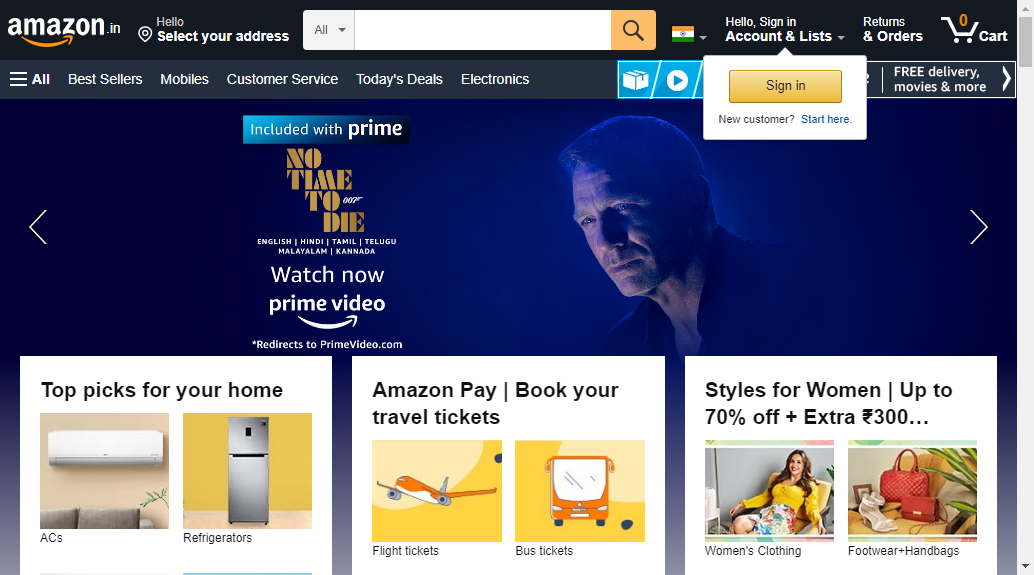 amazon.in
Hello
Select your address
All
Hello, Sign in
Account & Lists
Returns
& Orders
0
Cart
All
Best Sellers
Mobiles
Customer Service
Today's Deals
Electronics
FREE delivery,
movies & more
Sign in
New customer? Start here.
Included with prime
NO
TIME
TO 007
DIE
ENGLISH | HINDI | TAMIL | TELUGU
MALAYALAM | KANNADA
Watch now
prime video
*Redirects to PrimeVideo.com
Top picks for your home
ACs
Refrigerators
Amazon Pay | Book your
travel tickets
Flight tickets
Bus tickets
Styles for Women | Up to
70% off + Extra ₹300…
Women's Clothing
Footwear+Handbags